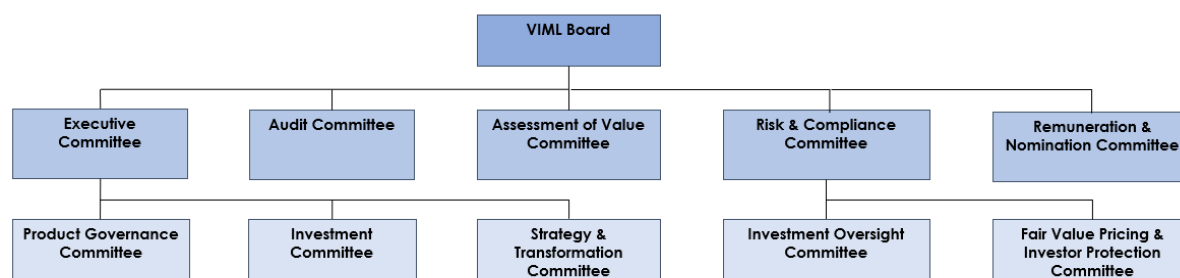 VIML Board
Executive
Committee
Audit Committee
Assessment of Value
Committee
Risk & Compliance
Committee
Remuneration &
Nomination Committee
Product Governance
Committee
Investment
Committee
Strategy &
Transformation
Committee
Investment Oversight
Committee
Fair Value Pricing &
Investor Protection
Committee